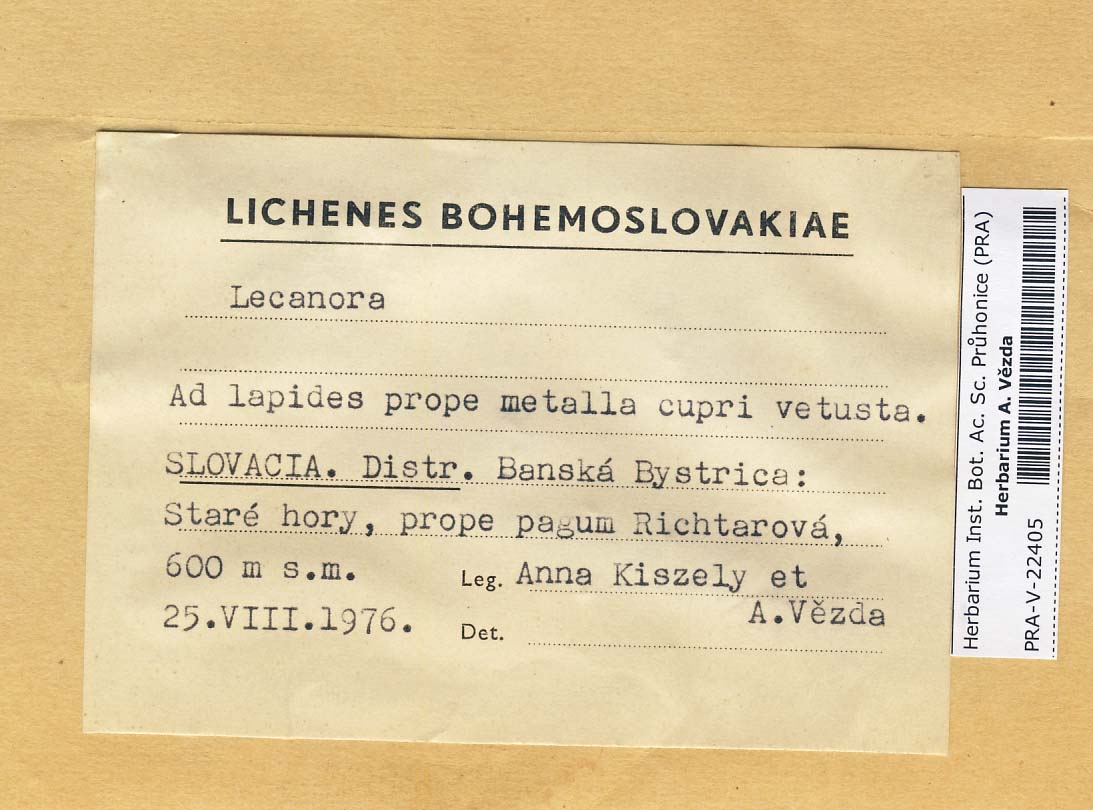 LICHENES BOHEMOSLOVAKIAE
Lecanora
Ad lapides prope metalla cupri vetusta.
SLOVACIA. Distr. Banská Bystrica:
Staré hory, prope pagum Richtarová,
600 m s.m. Leg. Anna Kiszely et
A.Vězda
25.VIII.1976. Det.
Herbarium Inst. Bot. Ac. Sc. Průhonice (PRA)
Herbarium A. Vězda
PRA-V-22405